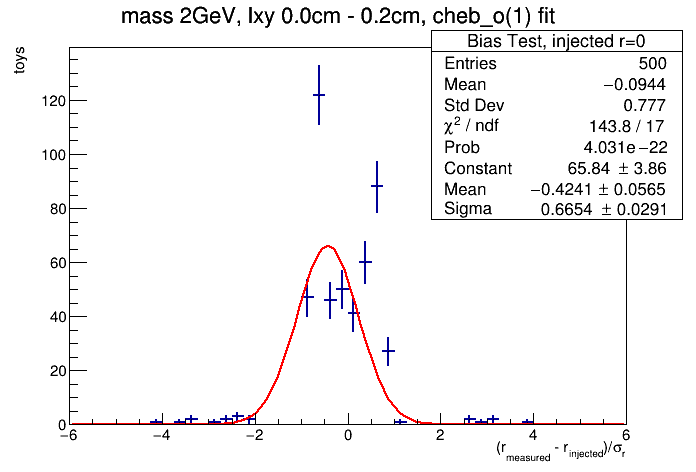 mass 2GeV, lxy 0.0cm - 0.2cm, cheb_o(1) fit
toys
Bias Test, injected r=0
Entries 500
Mean −0.0944
Std Dev 0.777
χ² / ndf 143.8 / 17
Prob 4.031e−22
Constant 65.84 ± 3.86
Mean −0.4241 ± 0.0565
Sigma 0.6654 ± 0.0291
120
100
80
60
40
20
0
−6 −4 −2 0 2 4 6
(r_measured - r_injected)/σ_r